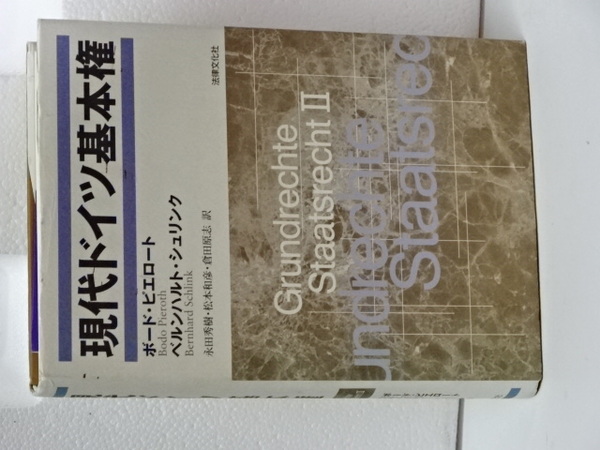 現代ドイツ基本権
ボード・ピエロート
Bodo Pieroth
ベルンハルト・シュリンク
Bernhard Schlink
永田秀樹・松本和彦・倉田原志 訳
法律文化社
Grundrechte
Staatsrecht II
undrechte
Staatsrec